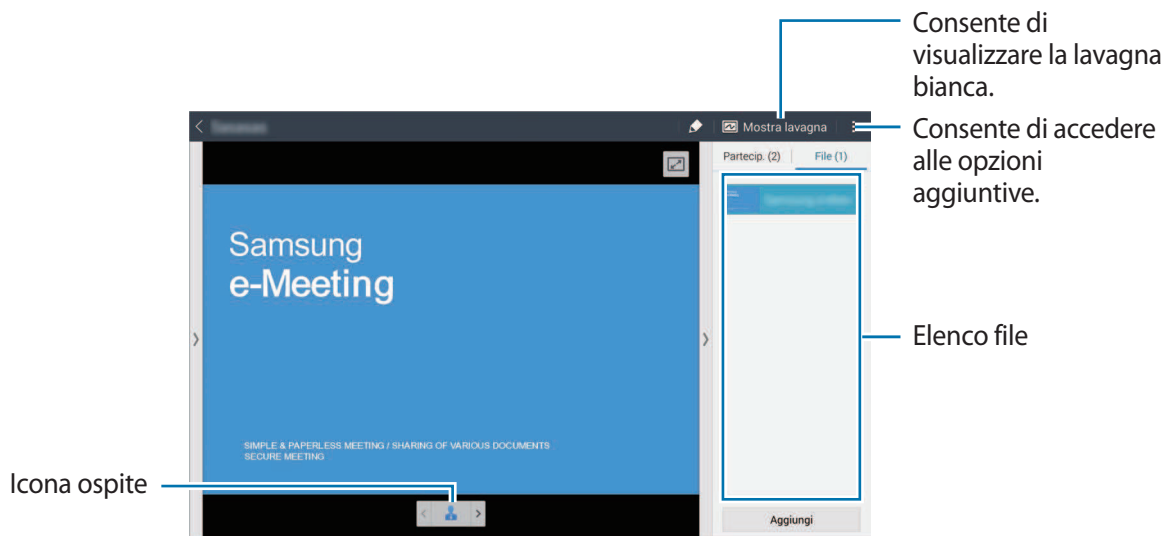 Consente di
visualizzare la lavagna
bianca.
Mostra lavagna
Consente di accedere
alle opzioni
aggiuntive.
Partecip. (2)
File (1)
Samsung
e-Meeting
Elenco file
SIMPLE & PAPERLESS MEETING / SHARING OF VARIOUS DOCUMENTS
SECURE MEETING
Icona ospite
Aggiungi